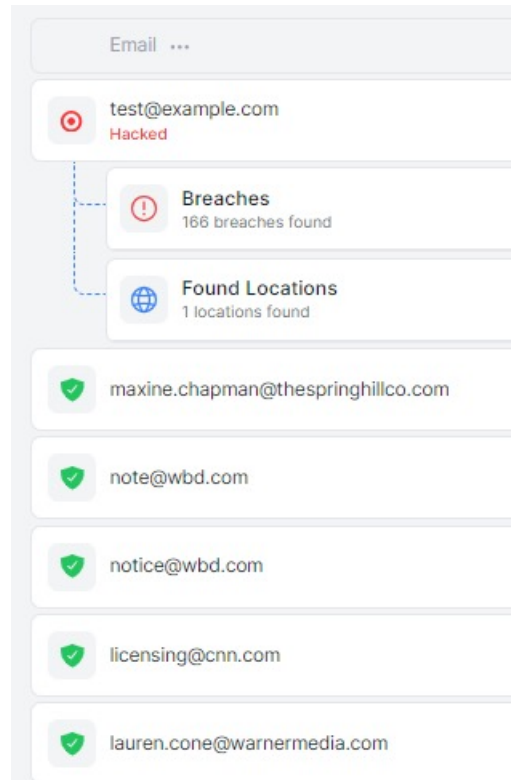 Email ...
test@example.com
Hacked
Breaches
166 breaches found
Found Locations
1 locations found
maxine.chapman@thespringhillco.com
note@wbd.com
notice@wbd.com
licensing@cnn.com
lauren.cone@warnermedia.com